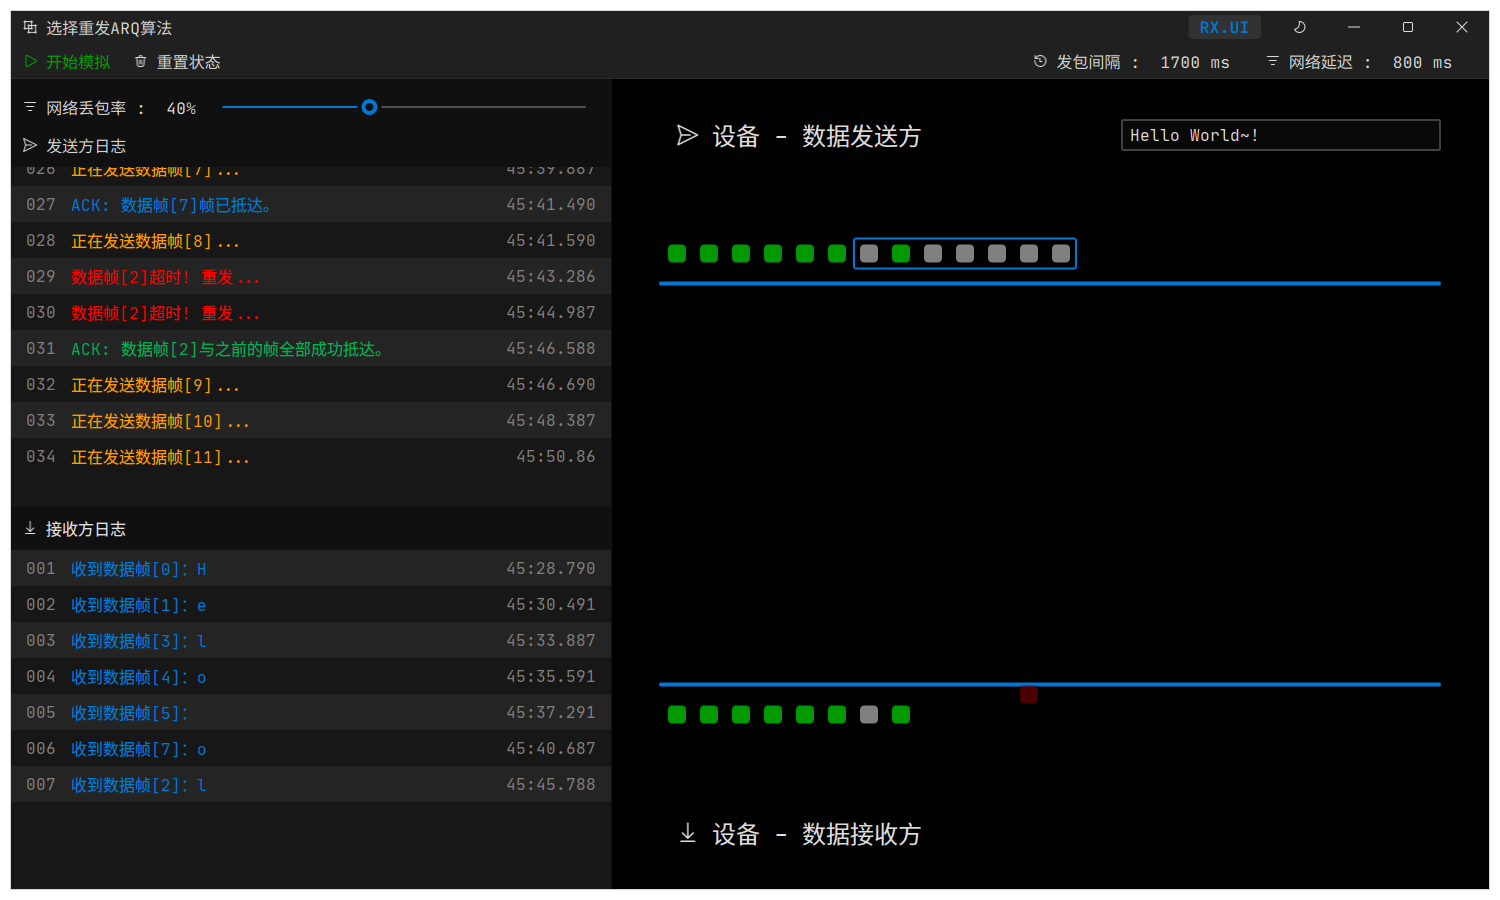 选择重发ARQ算法
RX.UI
开始模拟 重置状态
发包间隔 : 1700 ms 网络延迟 : 800 ms
网络丢包率 : 40%
发送方日志
026 正在发送数据帧[7]... 45:39.887
027 ACK: 数据帧[7]帧已抵达。 45:41.490
028 正在发送数据帧[8]... 45:41.590
029 数据帧[2]超时! 重发... 45:43.286
030 数据帧[2]超时! 重发... 45:44.987
031 ACK: 数据帧[2]与之前的帧全部成功抵达。 45:46.588
032 正在发送数据帧[9]... 45:46.690
033 正在发送数据帧[10]... 45:48.387
034 正在发送数据帧[11]... 45:50.86
接收方日志
001 收到数据帧[0]: H 45:28.790
002 收到数据帧[1]: e 45:30.491
003 收到数据帧[3]: l 45:33.887
004 收到数据帧[4]: o 45:35.591
005 收到数据帧[5]: 45:37.291
006 收到数据帧[7]: o 45:40.687
007 收到数据帧[2]: l 45:45.788
设备 - 数据发送方
Hello World~!
设备 - 数据接收方